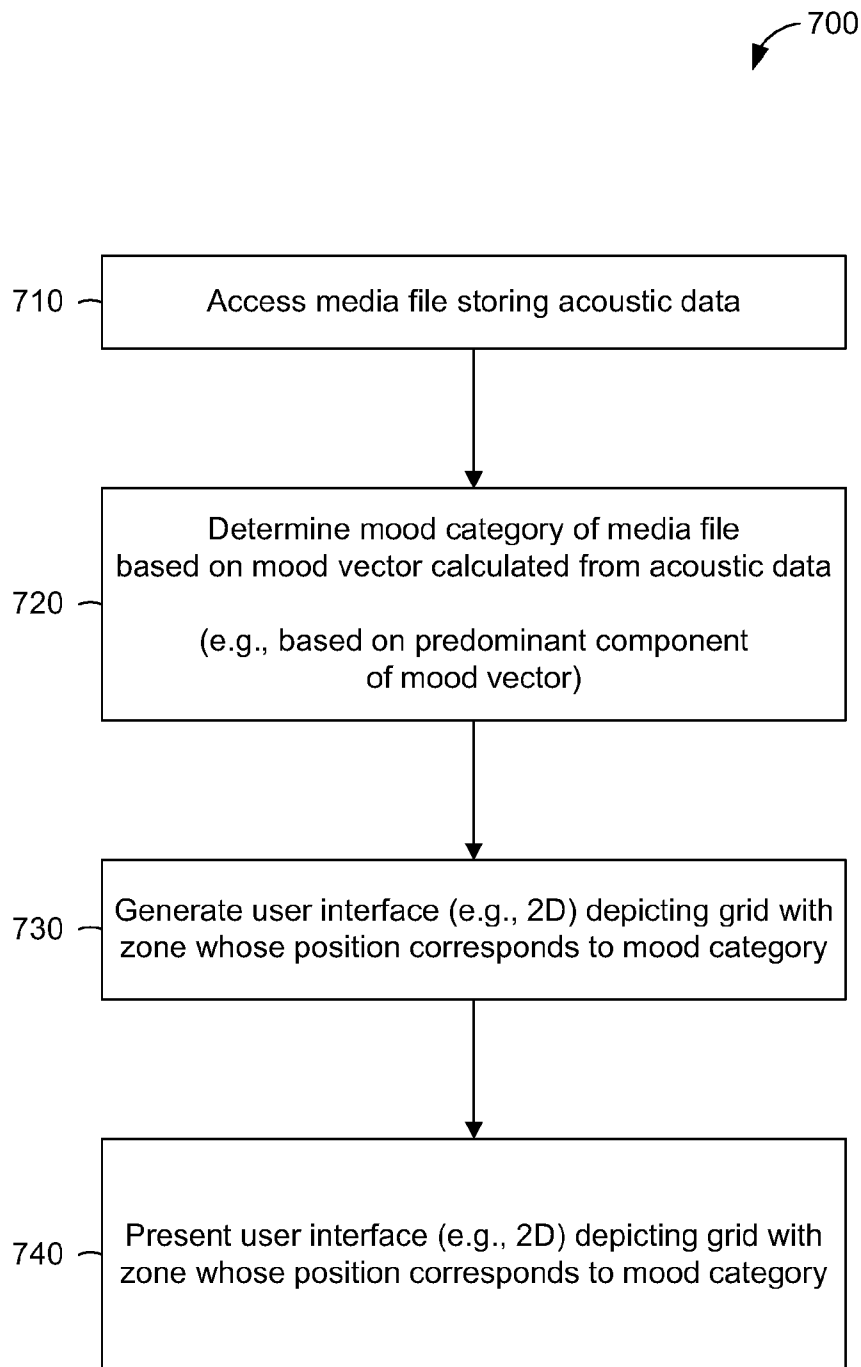 700
710
Access media file storing acoustic data
720
Determine mood category of media file
based on mood vector calculated from acoustic data
(e.g., based on predominant component
of mood vector)
730
Generate user interface (e.g., 2D) depicting grid with
zone whose position corresponds to mood category
740
Present user interface (e.g., 2D) depicting grid with
zone whose position corresponds to mood category